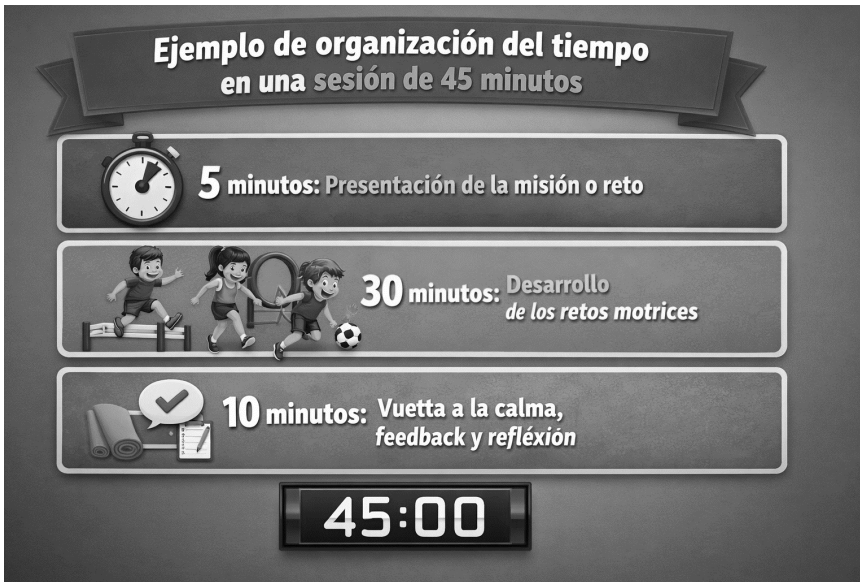 Ejemplo de organización del tiempo
en una sesión de 45 minutos
5 minutos: Presentación de la misión o reto
30 minutos: Desarrollo
de los retos motrices
10 minutos: Vuetta a la calma,
feedback y refléxión
45:00